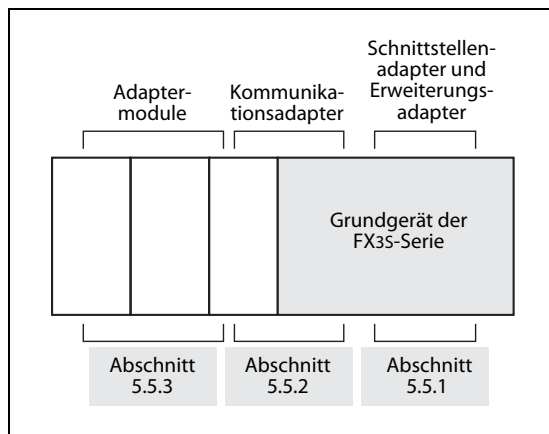 Adapter-
module
Kommunika-
tionsadapter
Schnittstellen-
adapter und
Erweiterungs-
adapter
Grundgerät der
FX3S-Serie
Abschnitt
5.5.3
Abschnitt
5.5.2
Abschnitt
5.5.1